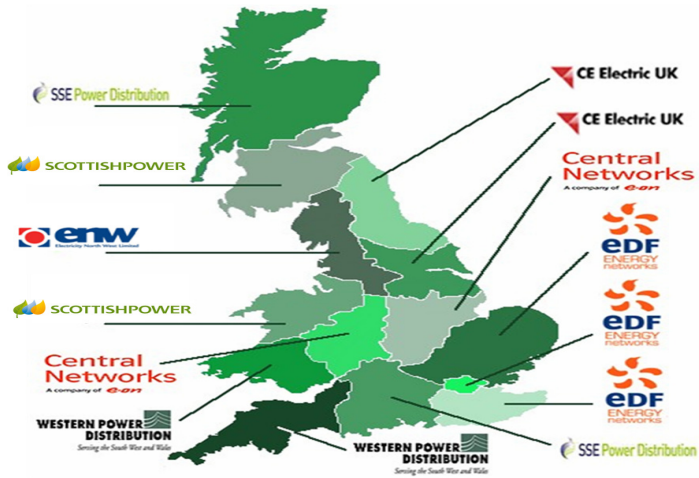 SSE Power Distribution
SCOTTISHPOWER
enw
Electricity North West Limited
SCOTTISHPOWER
Central
Networks
A company of e·on
WESTERN POWER
DISTRIBUTION
Serving the South West and Wales
CE Electric UK
CE Electric UK
Central
Networks
A company of e·on
eDF
ENERGY
networks
eDF
ENERGY
networks
eDF
ENERGY
networks
WESTERN POWER
DISTRIBUTION
Serving the South West and Wales
SSE Power Distribution